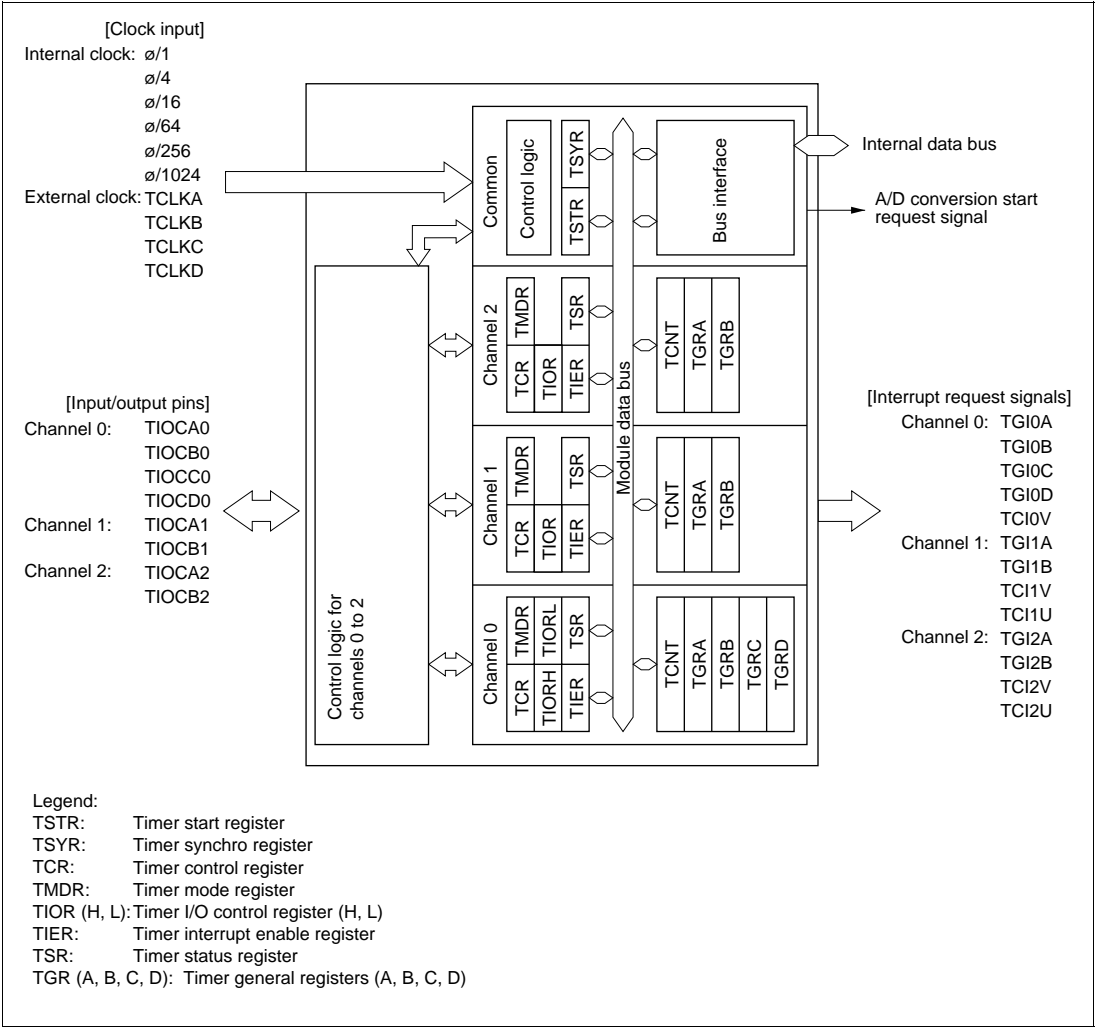 [Clock input]
Internal clock: ø/1
ø/4
ø/16
ø/64
ø/256
ø/1024
External clock: TCLKA
TCLKB
TCLKC
TCLKD
[Input/output pins]
Channel 0: TIOCA0
TIOCB0
TIOCC0
TIOCD0
Channel 1: TIOCA1
TIOCB1
Channel 2: TIOCA2
TIOCB2
Control logic for
channels 0 to 2
Common
Control logic
TSYR
TSTR
Bus interface
Channel 2
TMDR
TSR
TCR
TIOR
TIER
TCNT
TGRA
TGRB
Module data bus
Channel 1
TMDR
TSR
TCR
TIOR
TIER
TCNT
TGRA
TGRB
Channel 0
TMDR
TIORL
TSR
TCR
TIORH
TIER
TCNT
TGRA
TGRB
TGRC
TGRD
Internal data bus
A/D conversion start
request signal
[Interrupt request signals]
Channel 0: TGI0A
TGI0B
TGI0C
TGI0D
TCI0V
Channel 1: TGI1A
TGI1B
TCI1V
TCI1U
Channel 2: TGI2A
TGI2B
TCI2V
TCI2U
Legend:
TSTR: Timer start register
TSYR: Timer synchro register
TCR: Timer control register
TMDR: Timer mode register
TIOR (H, L): Timer I/O control register (H, L)
TIER: Timer interrupt enable register
TSR: Timer status register
TGR (A, B, C, D): Timer general registers (A, B, C, D)